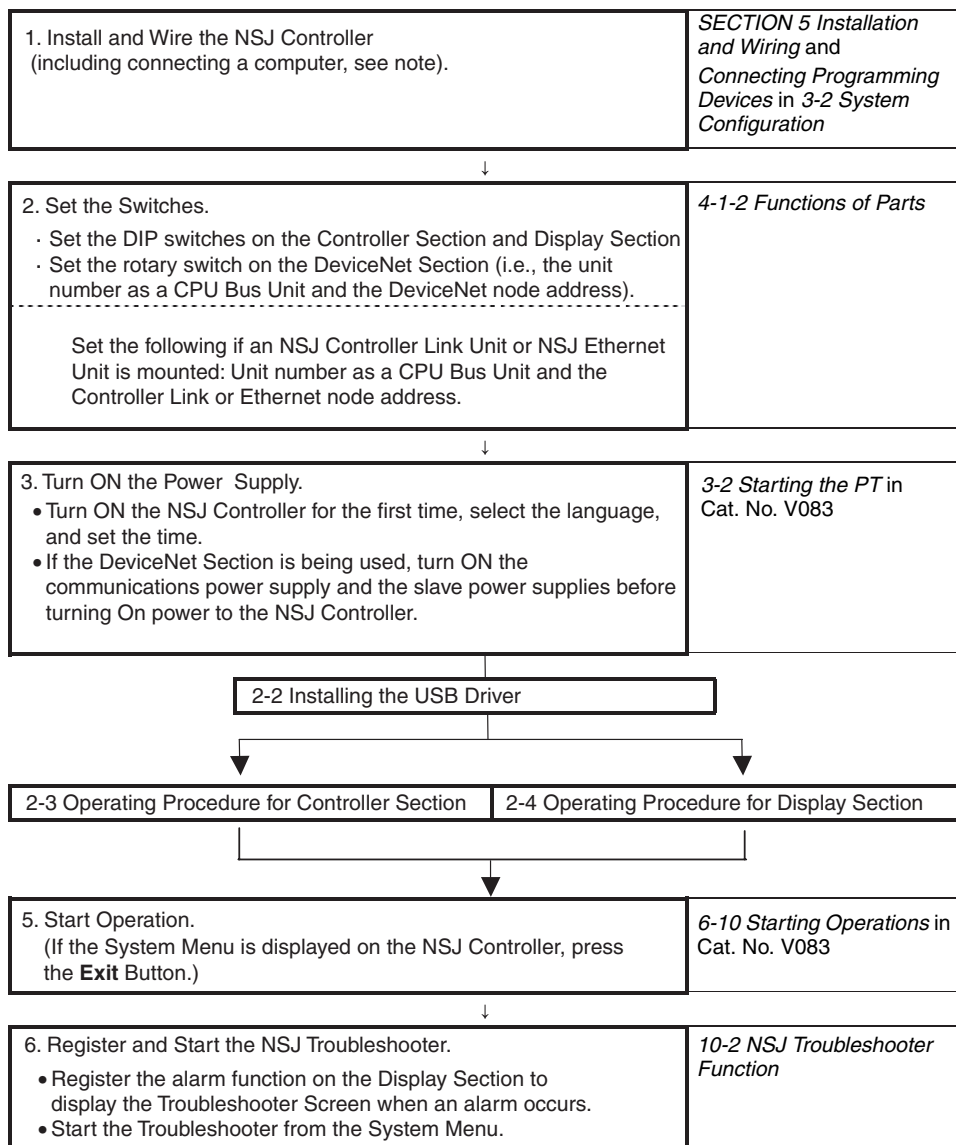 1. Install and Wire the NSJ Controller
(including connecting a computer, see note).
SECTION 5 Installation
and Wiring and
Connecting Programming
Devices in 3-2 System
Configuration
↓
2. Set the Switches.
· Set the DIP switches on the Controller Section and Display Section
· Set the rotary switch on the DeviceNet Section (i.e., the unit
number as a CPU Bus Unit and the DeviceNet node address).
Set the following if an NSJ Controller Link Unit or NSJ Ethernet
Unit is mounted: Unit number as a CPU Bus Unit and the
Controller Link or Ethernet node address.
4-1-2 Functions of Parts
↓
3. Turn ON the Power Supply.
• Turn ON the NSJ Controller for the first time, select the language,
and set the time.
• If the DeviceNet Section is being used, turn ON the
communications power supply and the slave power supplies before
turning On power to the NSJ Controller.
3-2 Starting the PT in
Cat. No. V083
2-2 Installing the USB Driver
2-3 Operating Procedure for Controller Section
2-4 Operating Procedure for Display Section
5. Start Operation.
(If the System Menu is displayed on the NSJ Controller, press
the Exit Button.)
6-10 Starting Operations in
Cat. No. V083
↓
6. Register and Start the NSJ Troubleshooter.
• Register the alarm function on the Display Section to
display the Troubleshooter Screen when an alarm occurs.
• Start the Troubleshooter from the System Menu.
10-2 NSJ Troubleshooter
Function